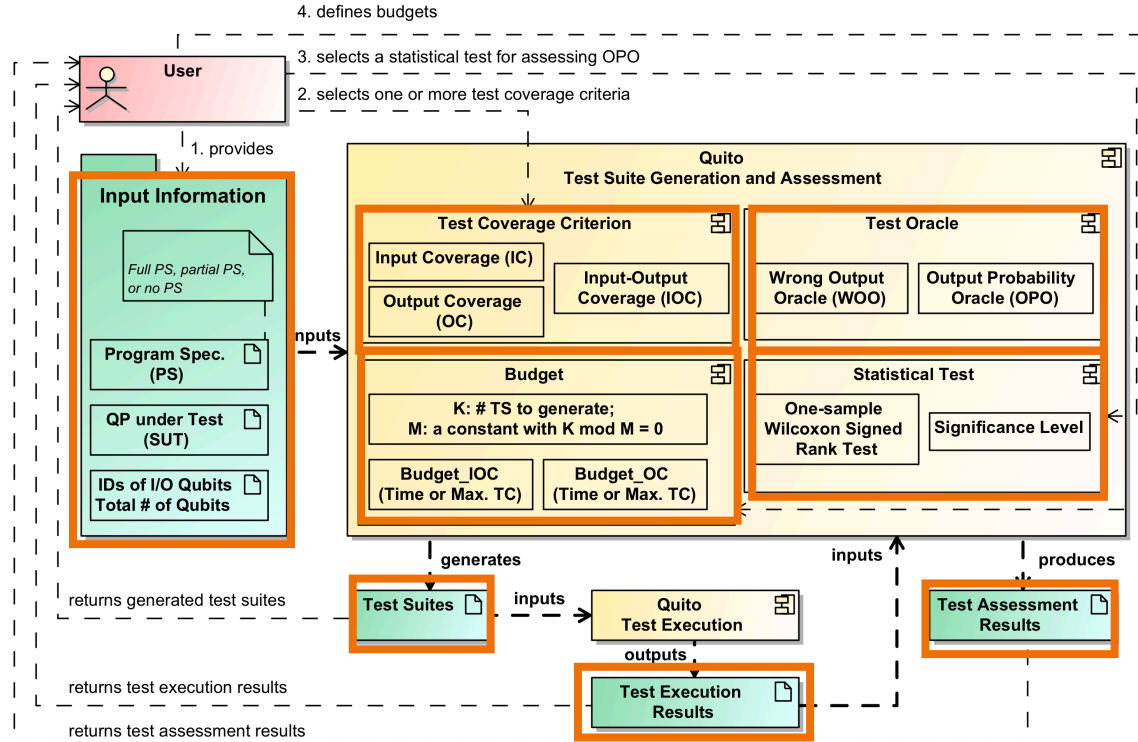 4. defines budgets
User
3. selects a statistical test for assessing OPO
2. selects one or more test coverage criteria
1. provides
Input Information
Full PS, partial PS,
or no PS
Program Spec.
(PS)
QP under Test
(SUT)
IDs of I/O Qubits
Total # of Qubits
nputs
Quito
Test Suite Generation and Assessment
Test Coverage Criterion
Input Coverage (IC)
Output Coverage
(OC)
Input-Output
Coverage (IOC)
Test Oracle
Wrong Output
Oracle (WOO)
Output Probability
Oracle (OPO)
Budget
K: # TS to generate;
M: a constant with K mod M = 0
Budget_IOC
(Time or Max. TC)
Budget_OC
(Time or Max. TC)
Statistical Test
One-sample
Wilcoxon Signed
Rank Test
Significance Level
generates
inputs
produces
returns generated test suites
Test Suites
inputs
Quito
Test Execution
Test Assessment
Results
outputs
returns test execution results
Test Execution
Results
returns test assessment results